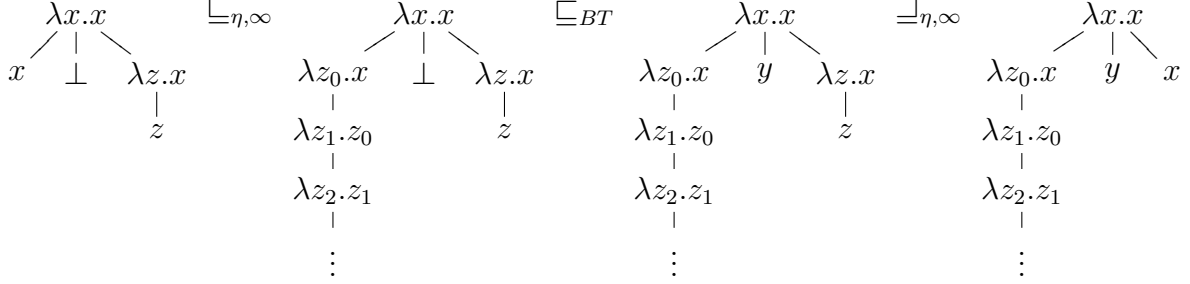 λx.x ⊑η,∞ λx.x ⊑BT λx.x ⊒η,∞ λx.x
x ⊥ λz.x λz₀.x ⊥ λz.x λz₀.x y λz.x λz₀.x y x
z λz₁.z₀ z λz₁.z₀ z λz₁.z₀
λz₂.z₁ λz₂.z₁ λz₂.z₁
⋮ ⋮ ⋮